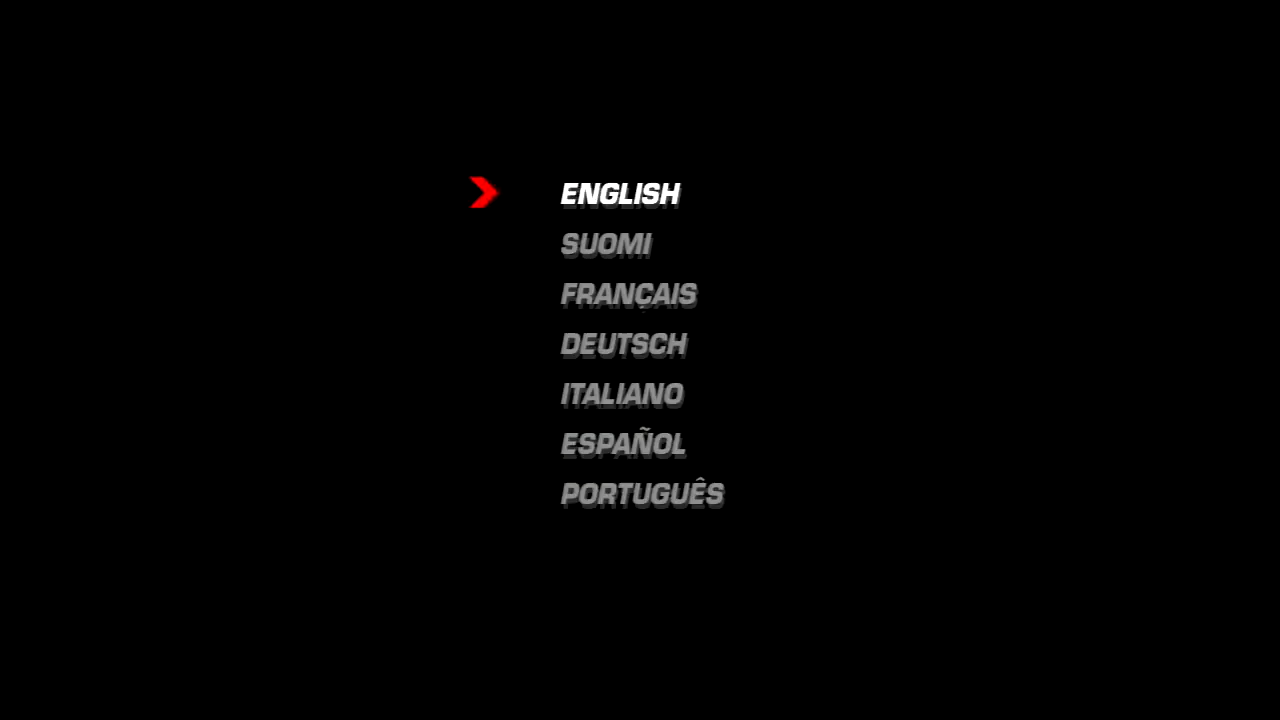 ENGLISH
SUOMI
FRANÇAIS
DEUTSCH
ITALIANO
ESPAÑOL
PORTUGUÊS